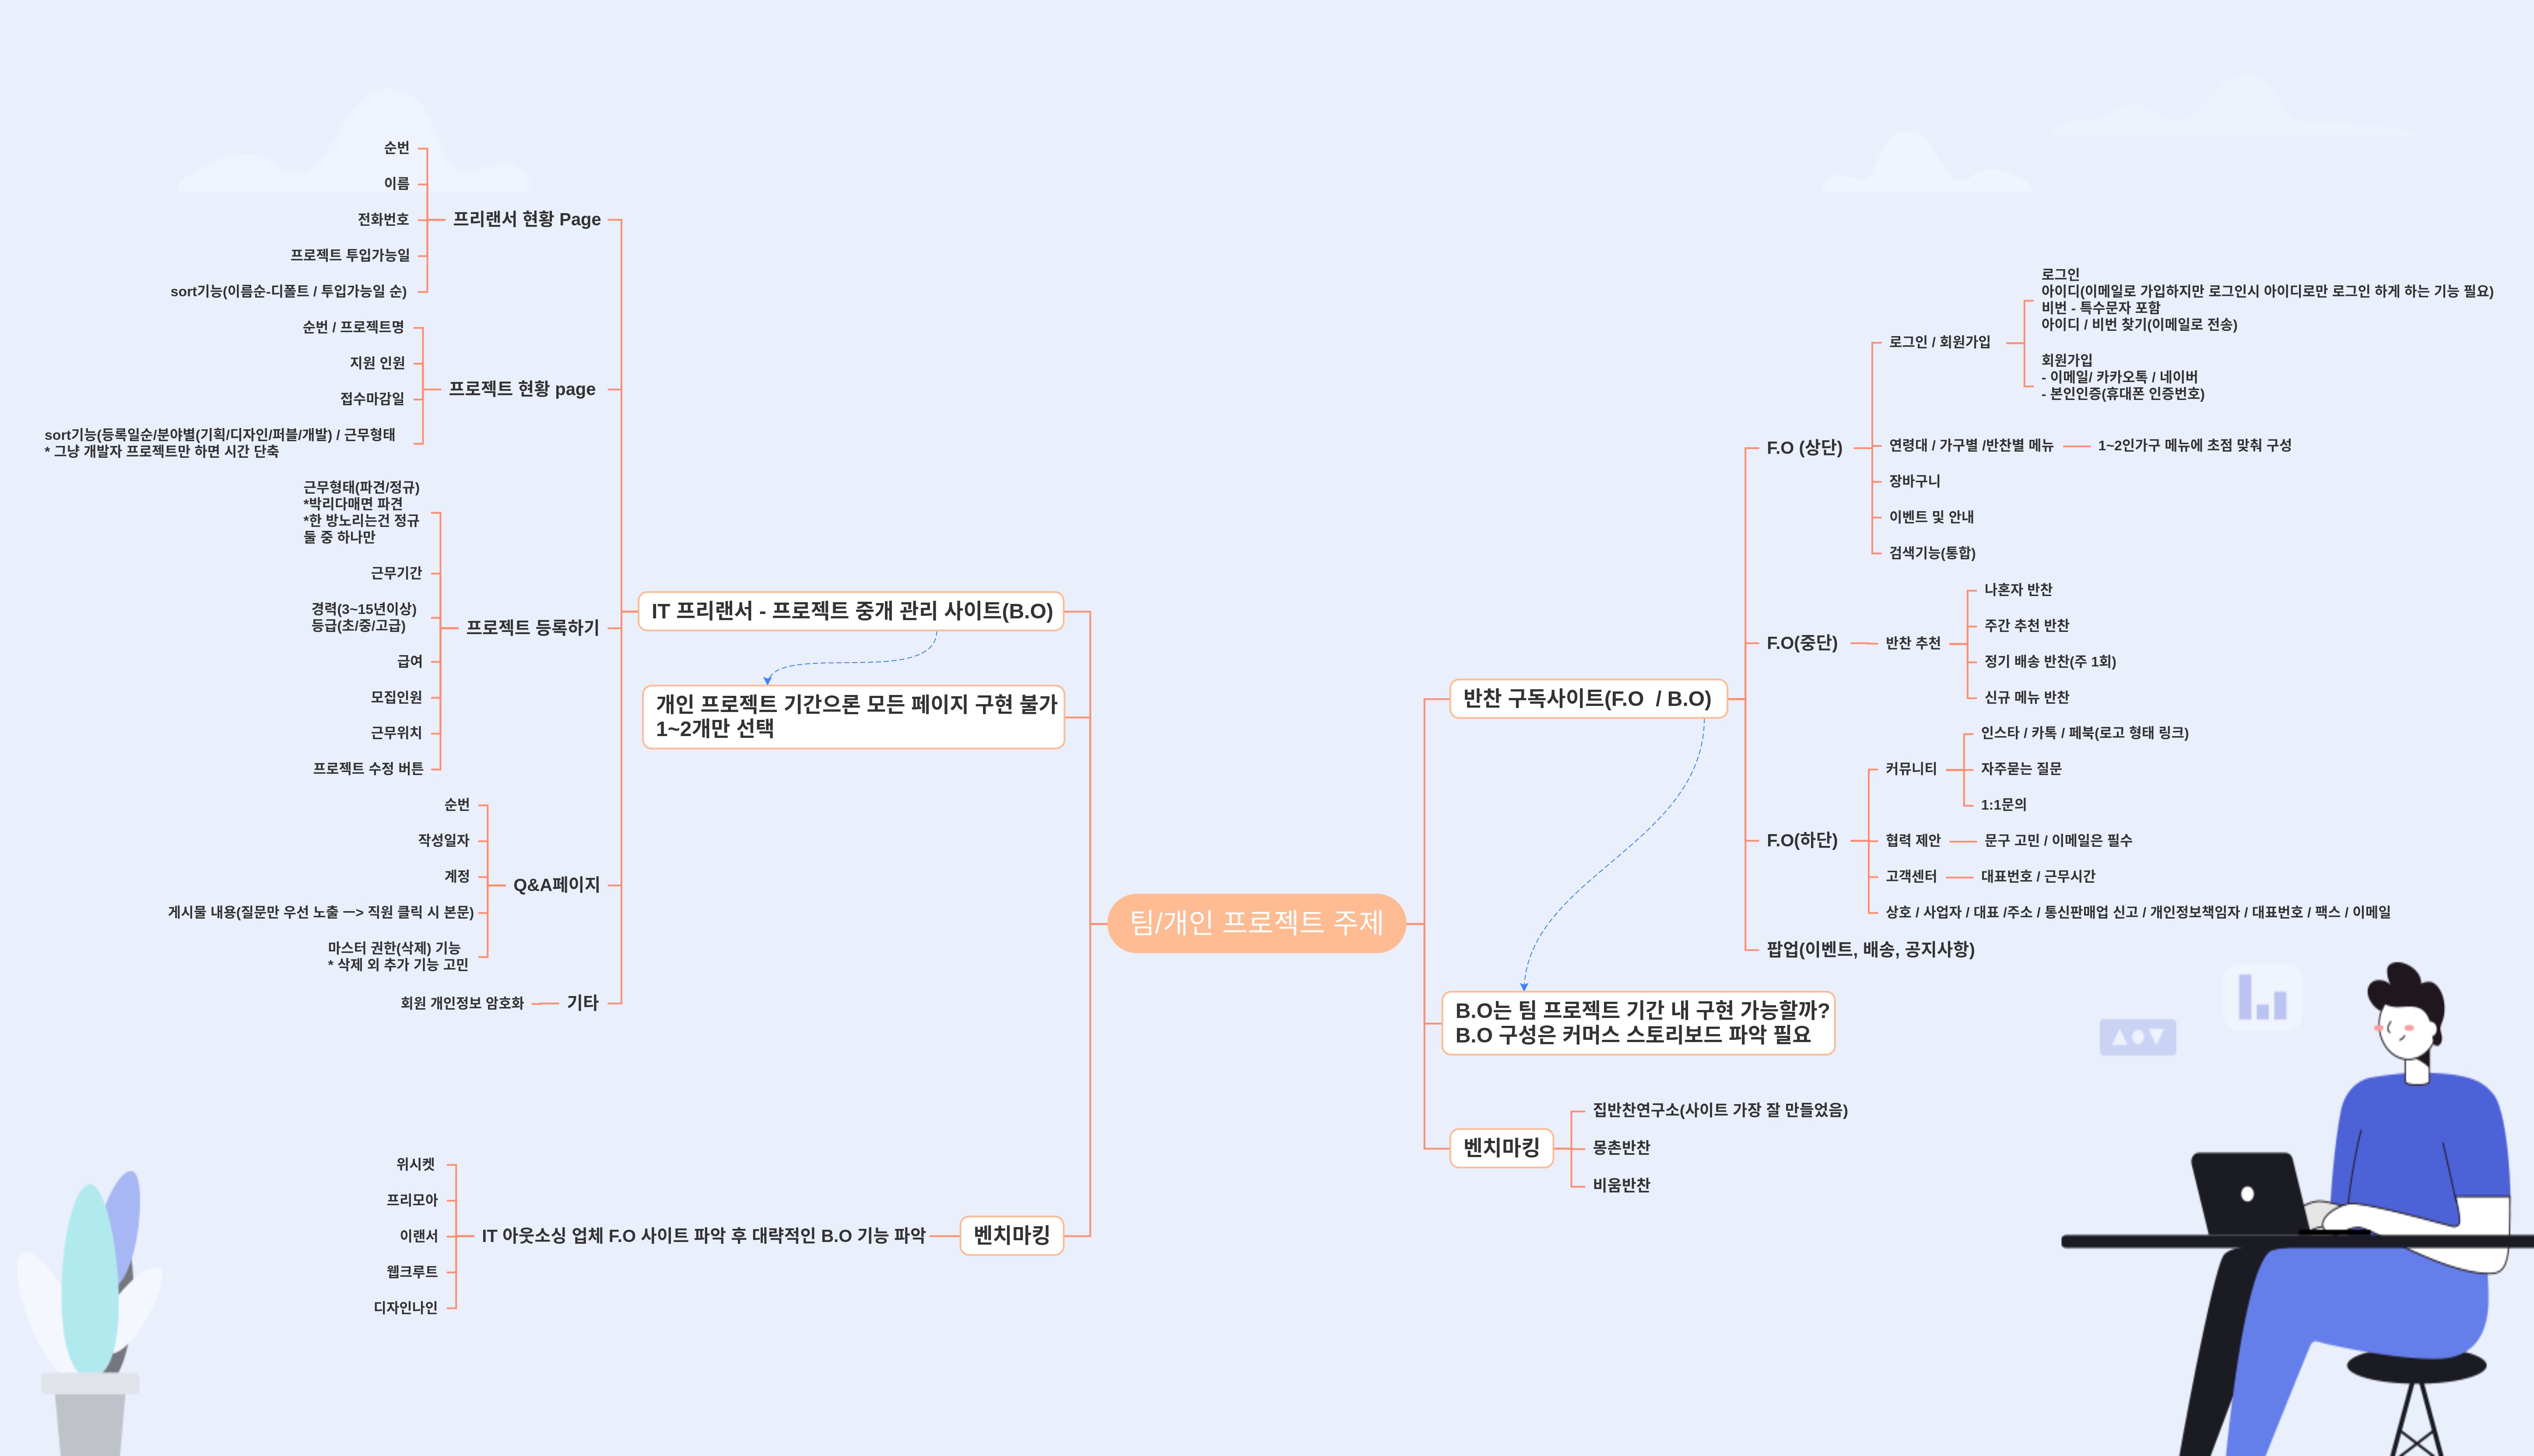 팀/개인 프로젝트 주제
IT 프리랜서 - 프로젝트 중개 관리 사이트(B.O)
프리랜서 현황 Page
순번
이름
전화번호
프로젝트 투입가능일
sort기능(이름순-디폴트 / 투입가능일 순)
프로젝트 현황 page
순번 / 프로젝트명
지원 인원
접수마감일
sort기능(등록일순/분야별(기획/디자인/퍼블/개발) / 근무형태
* 그냥 개발자 프로젝트만 하면 시간 단축
프로젝트 등록하기
근무형태(파견/정규)
*박리다매면 파견
*한 방노리는건 정규
둘 중 하나만
근무기간
경력(3~15년이상)
등급(초/중/고급)
급여
모집인원
근무위치
프로젝트 수정 버튼
Q&A페이지
순번
작성일자
계정
게시물 내용(질문만 우선 노출 ㅡ> 직원 클릭 시 본문)
마스터 권한(삭제) 기능
* 삭제 외 추가 기능 고민
기타
회원 개인정보 암호화
개인 프로젝트 기간으론 모든 페이지 구현 불가
1~2개만 선택
벤치마킹
IT 아웃소싱 업체 F.O 사이트 파악 후 대략적인 B.O 기능 파악
위시켓
프리모아
이랜서
웹크루트
디자인나인
반찬 구독사이트(F.O  / B.O)
F.O (상단)
로그인 / 회원가입
로그인
아이디(이메일로 가입하지만 로그인시 아이디로만 로그인 하게 하는 기능 필요)
비번 - 특수문자 포함
아이디 / 비번 찾기(이메일로 전송)
회원가입
- 이메일/ 카카오톡 / 네이버
- 본인인증(휴대폰 인증번호)
연령대 / 가구별 /반찬별 메뉴
1~2인가구 메뉴에 초점 맞춰 구성
장바구니
이벤트 및 안내
검색기능(통합)
F.O(중단)
반찬 추천
나혼자 반찬
주간 추천 반찬
정기 배송 반찬(주 1회)
신규 메뉴 반찬
F.O(하단)
커뮤니티
인스타 / 카톡 / 페북(로고 형태 링크)
자주묻는 질문
1:1문의
협력 제안
문구 고민 / 이메일은 필수
고객센터
대표번호 / 근무시간
상호 / 사업자 / 대표 /주소 / 통신판매업 신고 / 개인정보책임자 / 대표번호 / 팩스 / 이메일
팝업(이벤트, 배송, 공지사항)
B.O는 팀 프로젝트 기간 내 구현 가능할까?
B.O 구성은 커머스 스토리보드 파악 필요
벤치마킹
집반찬연구소(사이트 가장 잘 만들었음)
몽촌반찬
비움반찬